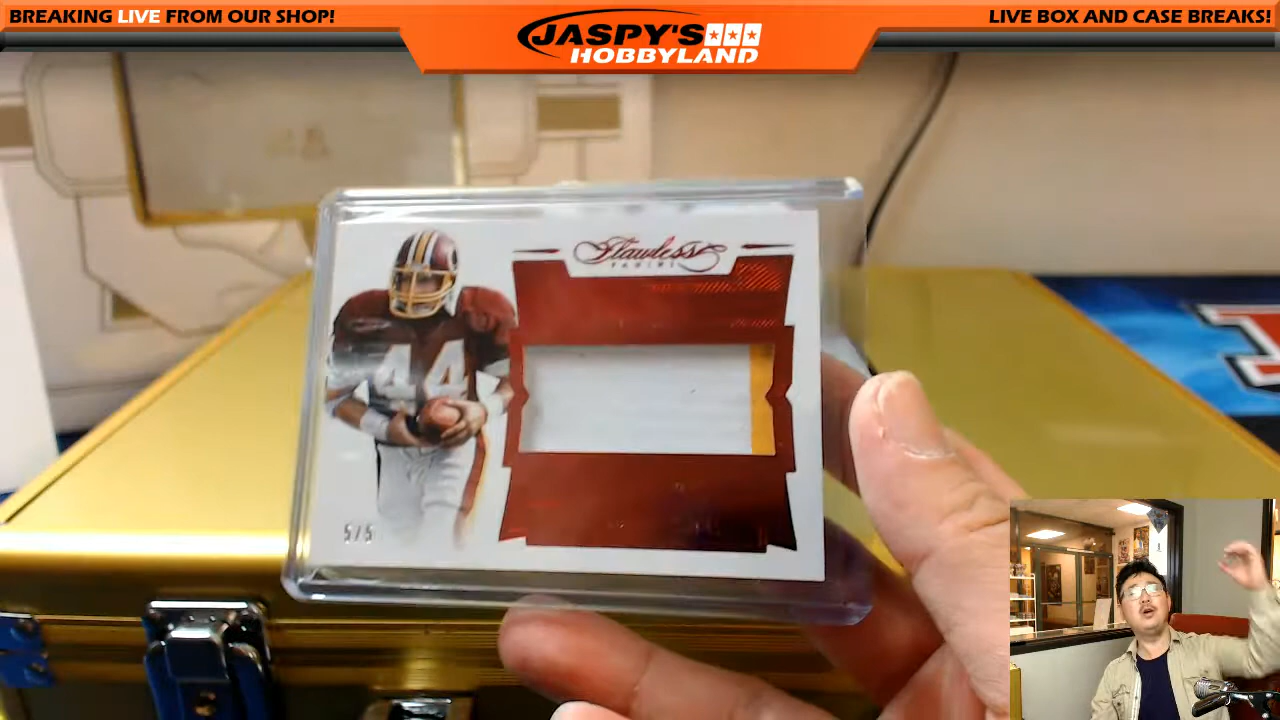 BREAKING LIVE FROM OUR SHOP!
JASPY'S
HOBBYLAND
LIVE BOX AND CASE BREAKS!
Flawless
PANINI
44
5/5